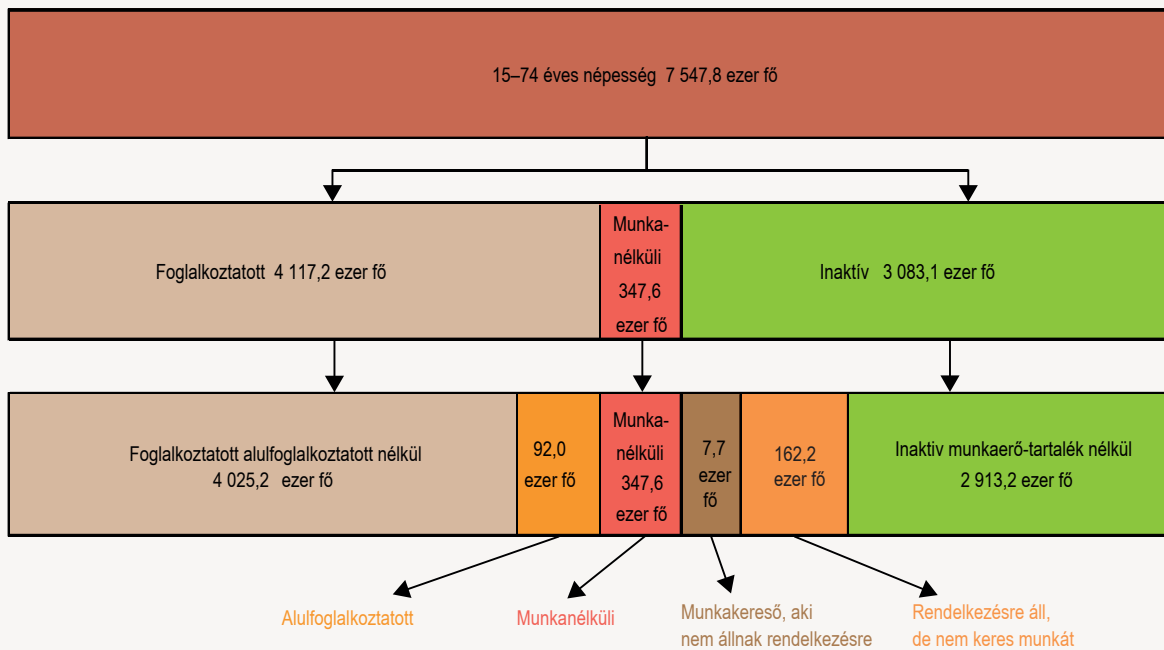 15–74 éves népesség 7 547,8 ezer fő
Foglalkoztatott 4 117,2 ezer fő
Munka-
nélküli
347,6
ezer fő
Inaktív 3 083,1 ezer fő
Foglalkoztatott alulfoglalkoztatott nélkül
4 025,2 ezer fő
92,0
ezer fő
Munka-
nélküli
347,6
ezer fő
7,7
ezer
fő
162,2
ezer fő
Inaktiv munkaerő-tartalék nélkül
2 913,2 ezer fő
Alulfoglalkoztatott
Munkanélküli
Munkakereső, aki
nem állnak rendelkezésre
Rendelkezésre áll,
de nem keres munkát